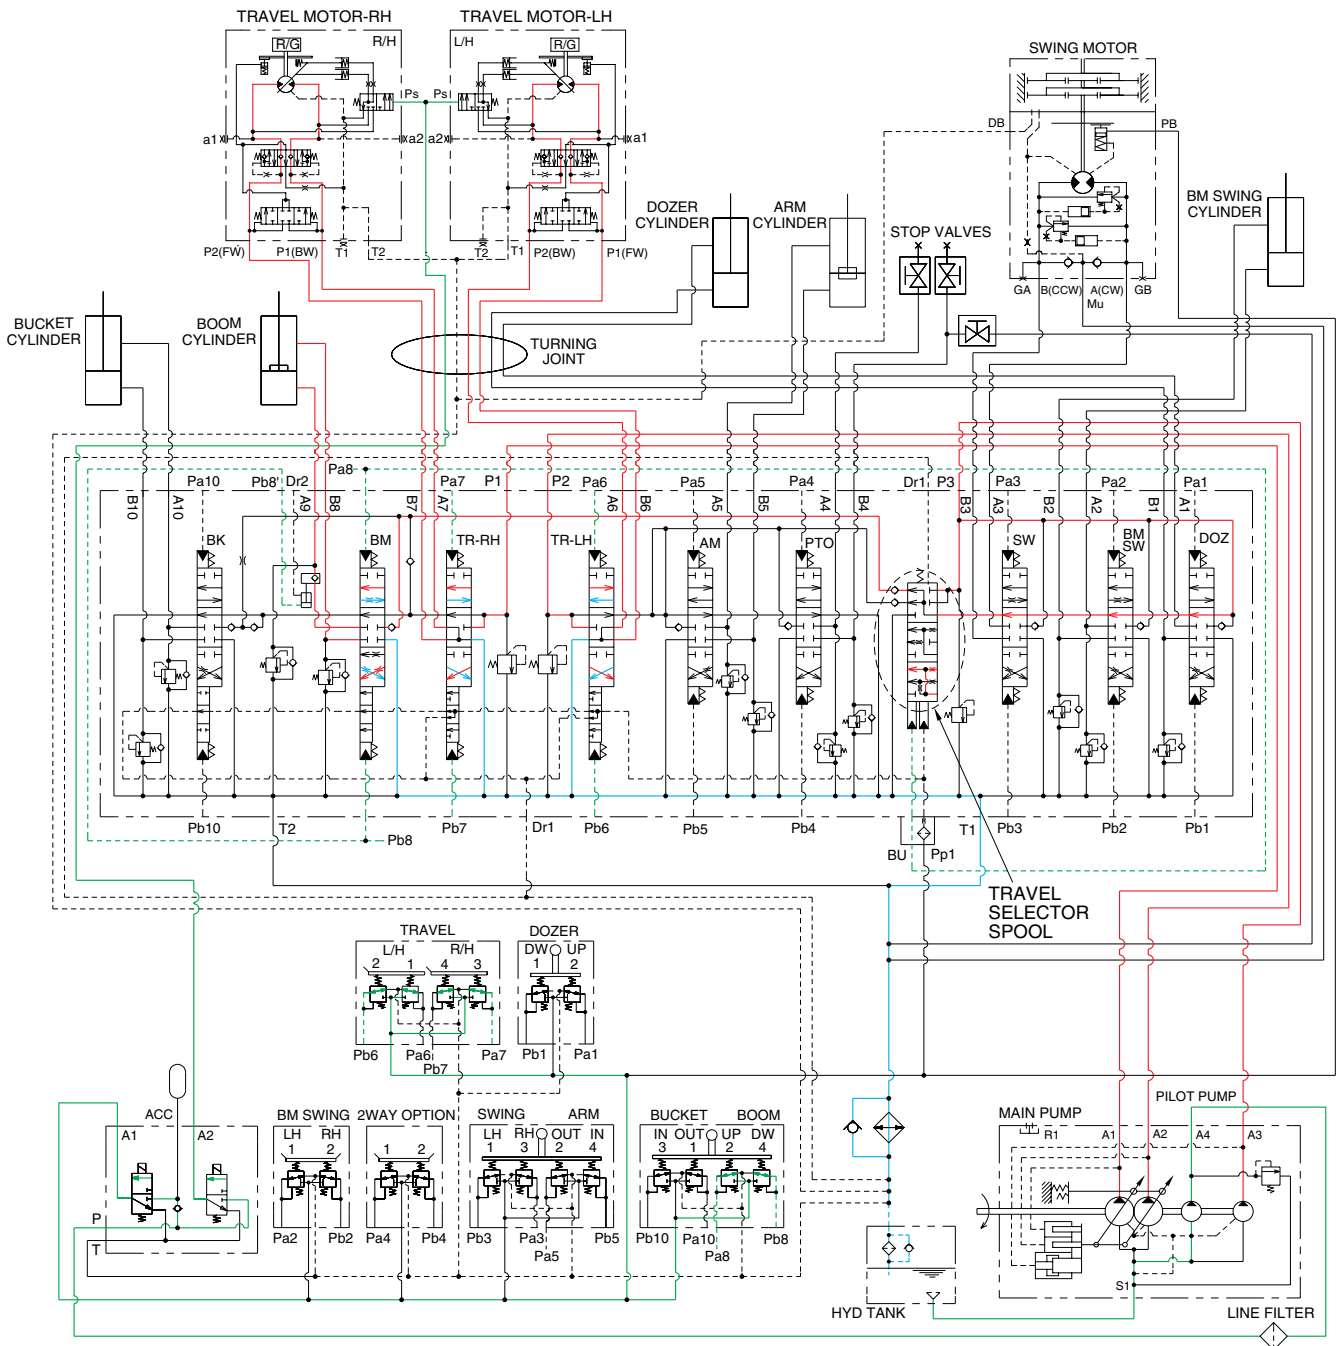 TRAVEL MOTOR-RH
TRAVEL MOTOR-LH
R/G
R/H
L/H
R/G
SWING MOTOR
Ps
Ps
a1
a2
a2
a1
DB
PB
P2(FW)
P1(BW)
T1
T2
T2
T1
P2(BW)
P1(FW)
DOZER
CYLINDER
ARM
CYLINDER
STOP VALVES
BM SWING
CYLINDER
GA
B(CCW)
A(CW)
GB
Mu
BUCKET
CYLINDER
BOOM
CYLINDER
TURNING
JOINT
Pa10
Pb8'
Dr2
Pa8
Pa7
P1
P2
Pa6
Pa5
Pa4
Dr1
P3
Pa3
Pa2
Pa1
B10
A10
A9
B8
B7
A7
A6
B6
A5
B5
A4
B4
B3
A3
B2
A2
B1
A1
BK
BM
TR-RH
TR-LH
AM
PTO
SW
BM
SW
DOZ
Pb10
T2
Pb8
Pb7
Dr1
Pb6
Pb5
Pb4
BU
Pp1
T1
Pb3
Pb2
Pb1
TRAVEL
SELECTOR
SPOOL
TRAVEL
L/H
R/H
2
1
4
3
Pb6
Pa6
Pb7
Pa7
DOZER
DW
UP
1
2
Pb1
Pa1
ACC
A1
A2
P
T
BM SWING
LH
RH
1
2
Pa2
Pb2
2WAY OPTION
1
2
Pa4
Pb4
SWING
ARM
LH
RH
OUT
IN
1
3
2
4
Pb3
Pa3
Pa5
Pb5
BUCKET
BOOM
IN
OUT
UP
DW
3
1
2
4
Pb10
Pa10
Pa8
Pb8
HYD TANK
MAIN PUMP
PILOT PUMP
R1
A1
A2
A4
A3
S1
LINE FILTER